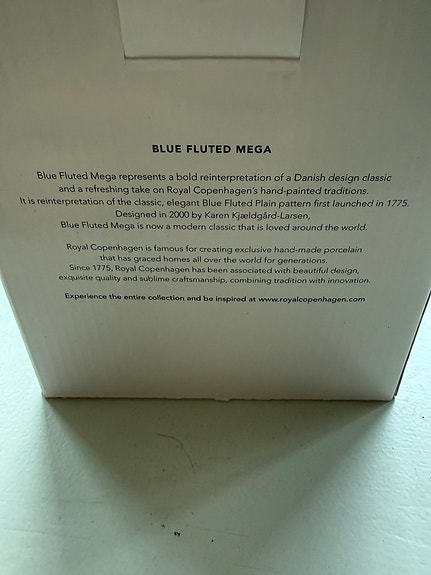 BLUE FLUTED MEGA
Blue Fluted Mega represents a bold reinterpretation of a Danish design classic
and a refreshing take on Royal Copenhagen's hand-painted traditions.
It is reinterpretation of the classic, elegant Blue Fluted Plain pattern first launched in 1775.
Designed in 2000 by Karen Kjældgård-Larsen,
Blue Fluted Mega is now a modern classic that is loved around the world.
Royal Copenhagen is famous for creating exclusive hand-made porcelain
that has graced homes all over the world for generations.
Since 1775, Royal Copenhagen has been associated with beautiful design,
exquisite quality and sublime craftsmanship, combining tradition with innovation.
Experience the entire collection and be inspired at www.royalcopenhagen.com